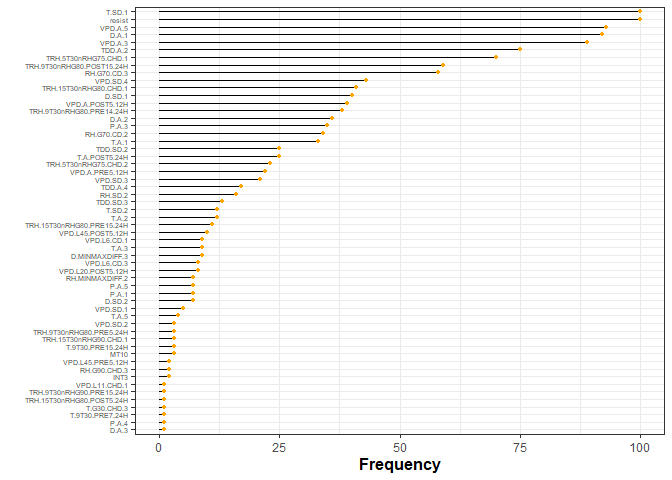 T.SD.1
resist
VPD.A.5
D.A.1
VPD.A.3
TDD.A.2
TRH.5T30nRHG75.CHD.1
TRH.9T30nRHG80.POST15.24H
RH.G70.CD.3
VPD.SD.4
TRH.15T30nRHG80.CHD.1
D.SD.1
VPD.A.POST5.12H
TRH.9T30nRHG80.PRE14.24H
D.A.2
P.A.3
RH.G70.CD.2
T.A.1
TDD.SD.2
T.A.POST5.24H
TRH.5T30nRHG75.CHD.2
VPD.A.PRE5.12H
VPD.SD.3
TDD.A.4
RH.SD.2
TDD.SD.3
T.SD.2
T.A.2
TRH.15T30nRHG80.PRE15.24H
VPD.L45.POST5.12H
VPD.L6.CD.1
T.A.3
D.MINMAXDIFF.3
VPD.L6.CD.3
VPD.L20.POST5.12H
RH.MINMAXDIFF.2
P.A.5
P.A.1
D.SD.2
VPD.SD.1
T.A.5
VPD.SD.2
TRH.9T30nRHG80.PRE5.24H
TRH.15T30nRHG90.CHD.1
T.9T30.PRE15.24H
MT10
VPD.L45.PRE5.12H
RH.G90.CHD.3
INT3
VPD.L11.CHD.1
TRH.9T30nRHG90.PRE15.24H
TRH.15T30nRHG80.POST5.24H
T.G30.CHD.3
T.9T30.PRE7.24H
P.A.4
D.A.3
0 25 50 75 100
Frequency